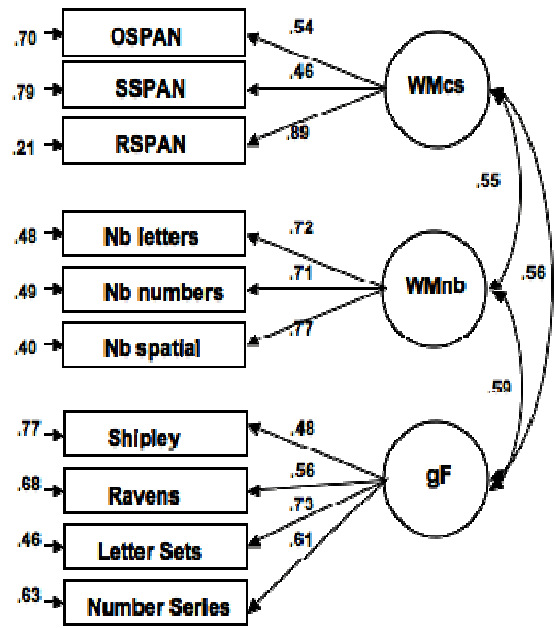 .70 OSPAN .54
.79 SSPAN .46 WMcs
.21 RSPAN .89
.55
.48 Nb letters .72
.49 Nb numbers .71 WMnb .56
.40 Nb spatial .77
.59
.77 Shipley .48
.68 Ravens .56 gF
.46 Letter Sets .73
.63 Number Series .61